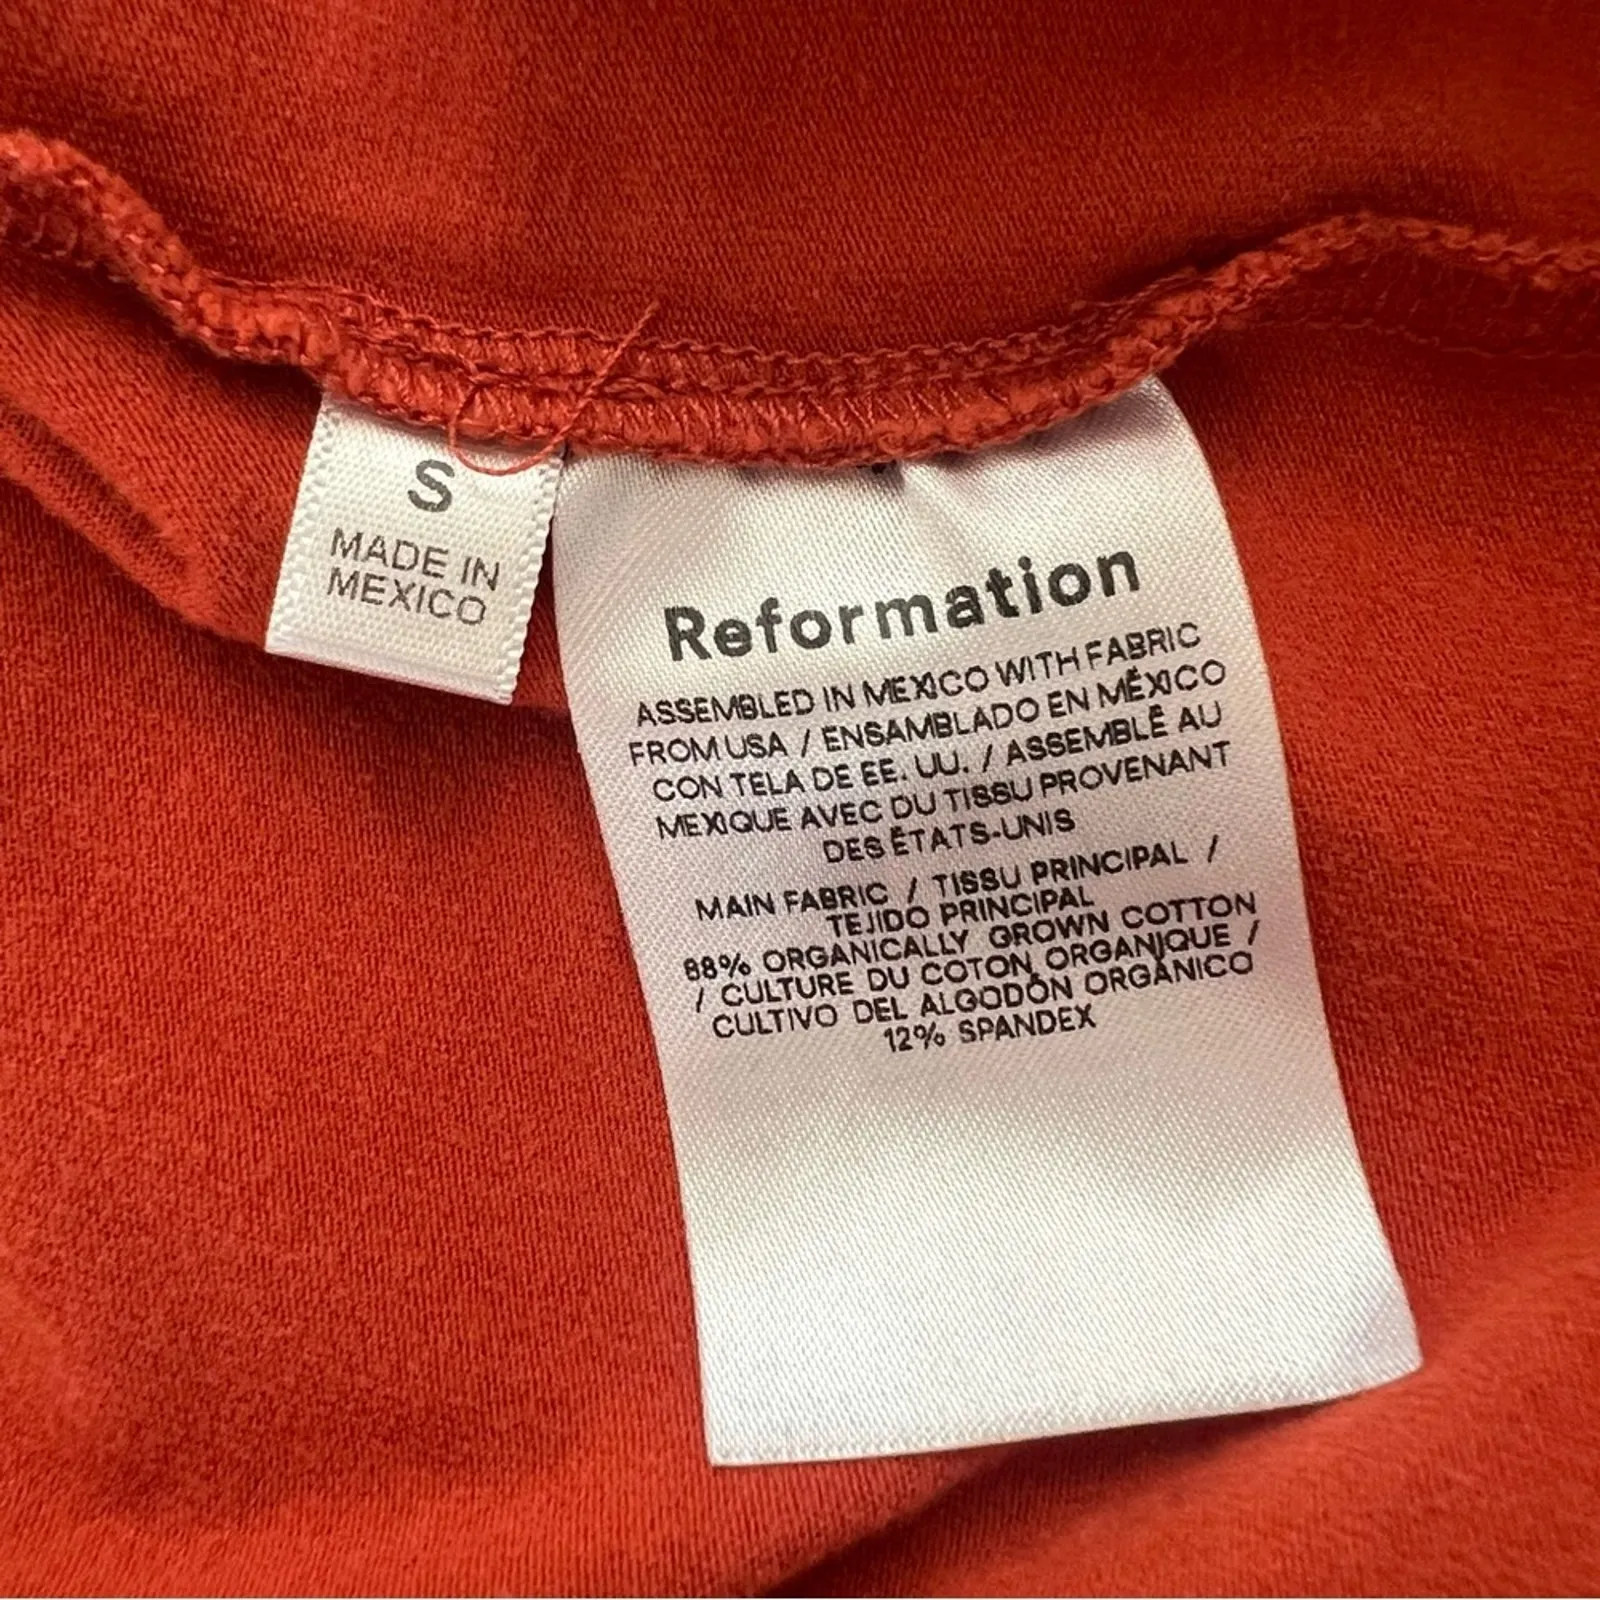 S
MADE IN
MEXICO
Reformation
ASSEMBLED IN MEXICO WITH FABRIC
FROM USA / ENSAMBLADO EN MÉXICO
CON TELA DE EE. UU. / ASSEMBLÉ AU
MEXIQUE AVEC DU TISSU PROVENANT
DES ÉTATS-UNIS
MAIN FABRIC / TISSU PRINCIPAL /
TEJIDO PRINCIPAL
88% ORGANICALLY GROWN COTTON
/ CULTURE DU COTON ORGANIQUE /
CULTIVO DEL ALGODÓN ORGÁNICO
12% SPANDEX